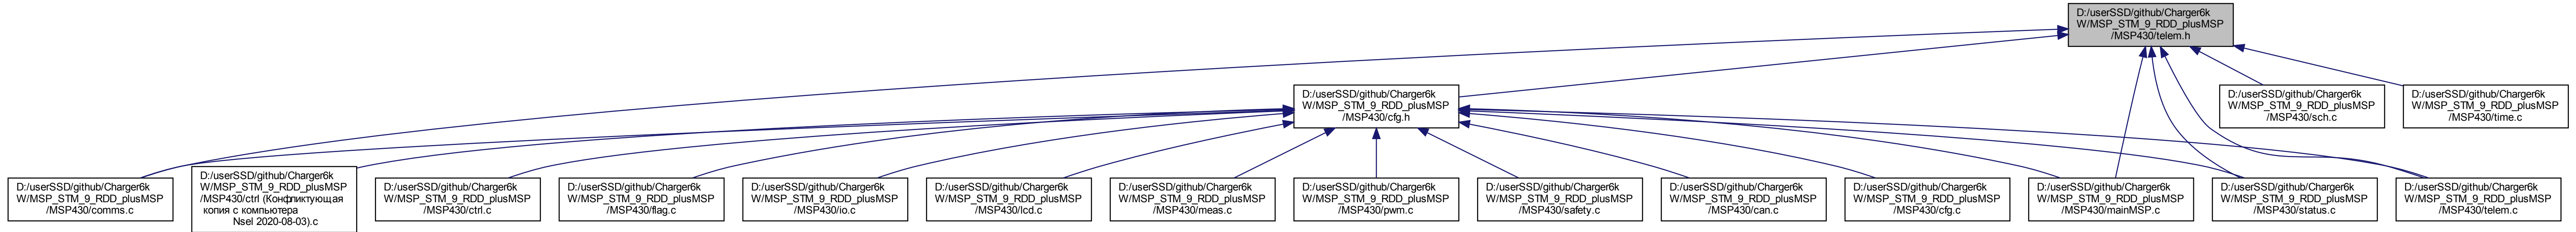 D:/userSSD/github/Charger6k
W/MSP_STM_9_RDD_plusMSP
/MSP430/telem.h
D:/userSSD/github/Charger6k
W/MSP_STM_9_RDD_plusMSP
/MSP430/cfg.h
D:/userSSD/github/Charger6k
W/MSP_STM_9_RDD_plusMSP
/MSP430/sch.c
D:/userSSD/github/Charger6k
W/MSP_STM_9_RDD_plusMSP
/MSP430/time.c
D:/userSSD/github/Charger6k
W/MSP_STM_9_RDD_plusMSP
/MSP430/comms.c
D:/userSSD/github/Charger6k
W/MSP_STM_9_RDD_plusMSP
/MSP430/ctrl (Конфликтующая
копия с компьютера
Nsel 2020-08-03).c
D:/userSSD/github/Charger6k
W/MSP_STM_9_RDD_plusMSP
/MSP430/ctrl.c
D:/userSSD/github/Charger6k
W/MSP_STM_9_RDD_plusMSP
/MSP430/flag.c
D:/userSSD/github/Charger6k
W/MSP_STM_9_RDD_plusMSP
/MSP430/io.c
D:/userSSD/github/Charger6k
W/MSP_STM_9_RDD_plusMSP
/MSP430/lcd.c
D:/userSSD/github/Charger6k
W/MSP_STM_9_RDD_plusMSP
/MSP430/meas.c
D:/userSSD/github/Charger6k
W/MSP_STM_9_RDD_plusMSP
/MSP430/pwm.c
D:/userSSD/github/Charger6k
W/MSP_STM_9_RDD_plusMSP
/MSP430/safety.c
D:/userSSD/github/Charger6k
W/MSP_STM_9_RDD_plusMSP
/MSP430/can.c
D:/userSSD/github/Charger6k
W/MSP_STM_9_RDD_plusMSP
/MSP430/cfg.c
D:/userSSD/github/Charger6k
W/MSP_STM_9_RDD_plusMSP
/MSP430/mainMSP.c
D:/userSSD/github/Charger6k
W/MSP_STM_9_RDD_plusMSP
/MSP430/status.c
D:/userSSD/github/Charger6k
W/MSP_STM_9_RDD_plusMSP
/MSP430/telem.c